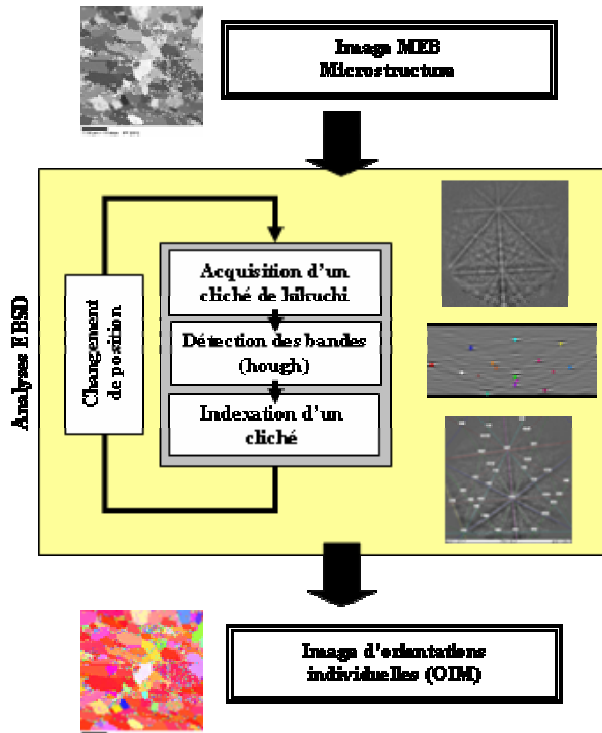 Image MEB
Microstructure
Analyses EBSD
Changement
de position
Acquisition d'un
cliché de kikuchi
Détection des bandes
(hough)
Indexation d'un
cliché
Image d'orientations
individuelles (OIM)